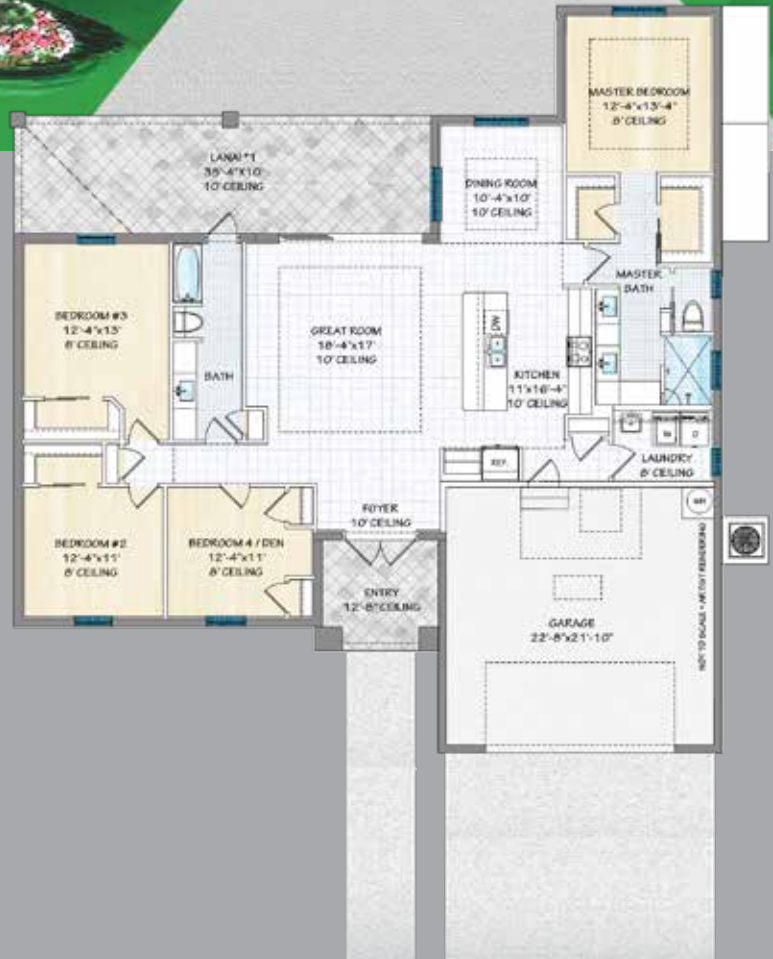 MASTER BEDROOM
12'-4"x13'-4"
8' CEILING
LANAI #1
35'-4"X10'
10' CEILING
DINING ROOM
10'-4"x10'
10' CEILING
MASTER
BATH
BEDROOM #3
12'-4"x13'
8' CEILING
GREAT ROOM
18'-4"x17'
10' CEILING
DW
BATH
KITCHEN
11'x16'-4"
10' CEILING
W
D
LAUNDRY
8' CEILING
REF.
FOYER
10' CEILING
BEDROOM #2
12'-4"x11'
8' CEILING
BEDROOM 4 / DEN
12'-4"x11'
8' CEILING
ENTRY
12'-8" CEILING
GARAGE
22'-8"x21'-10"
NOT TO SCALE - ARTIST RENDERING